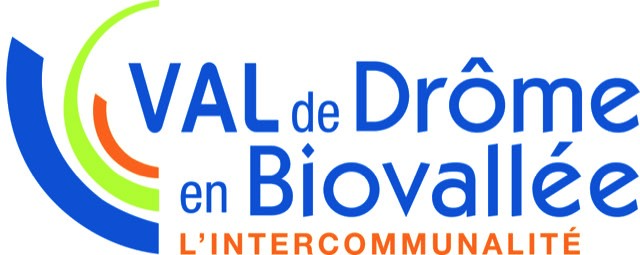 VAL de Drôme
en Biovallée
L'INTERCOMMUNALITÉ